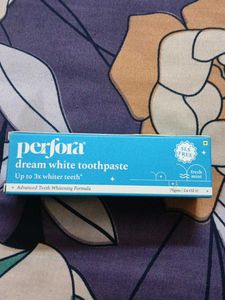 perfora
dream white toothpaste
Up to 3x whiter teeth*
Advanced Teeth Whitening Formula
SLS
FREE
fresh
mint